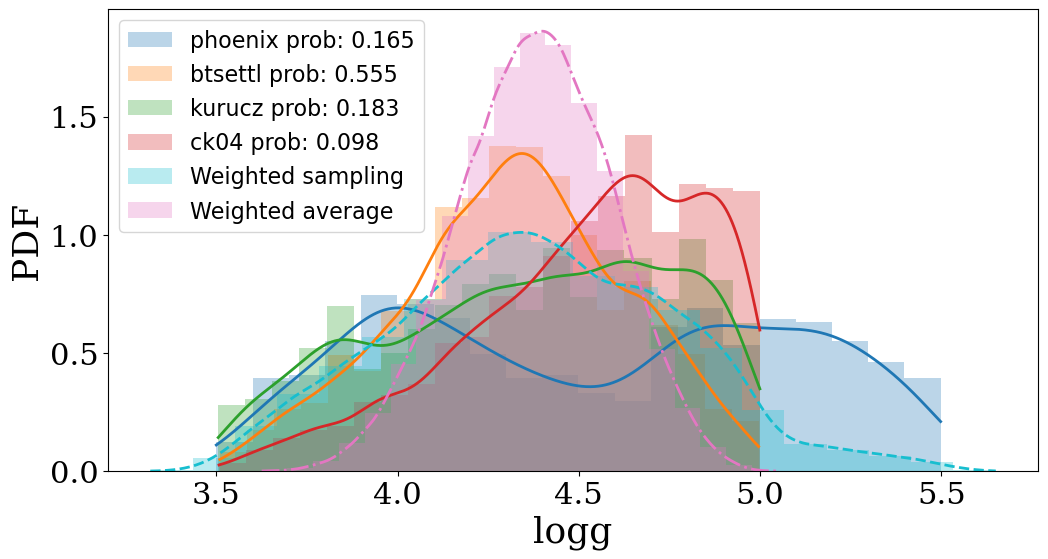 phoenix prob: 0.165
btsettl prob: 0.555
kurucz prob: 0.183
ck04 prob: 0.098
Weighted sampling
Weighted average
PDF
1.5
1.0
0.5
0.0
3.5 4.0 4.5 5.0 5.5
logg